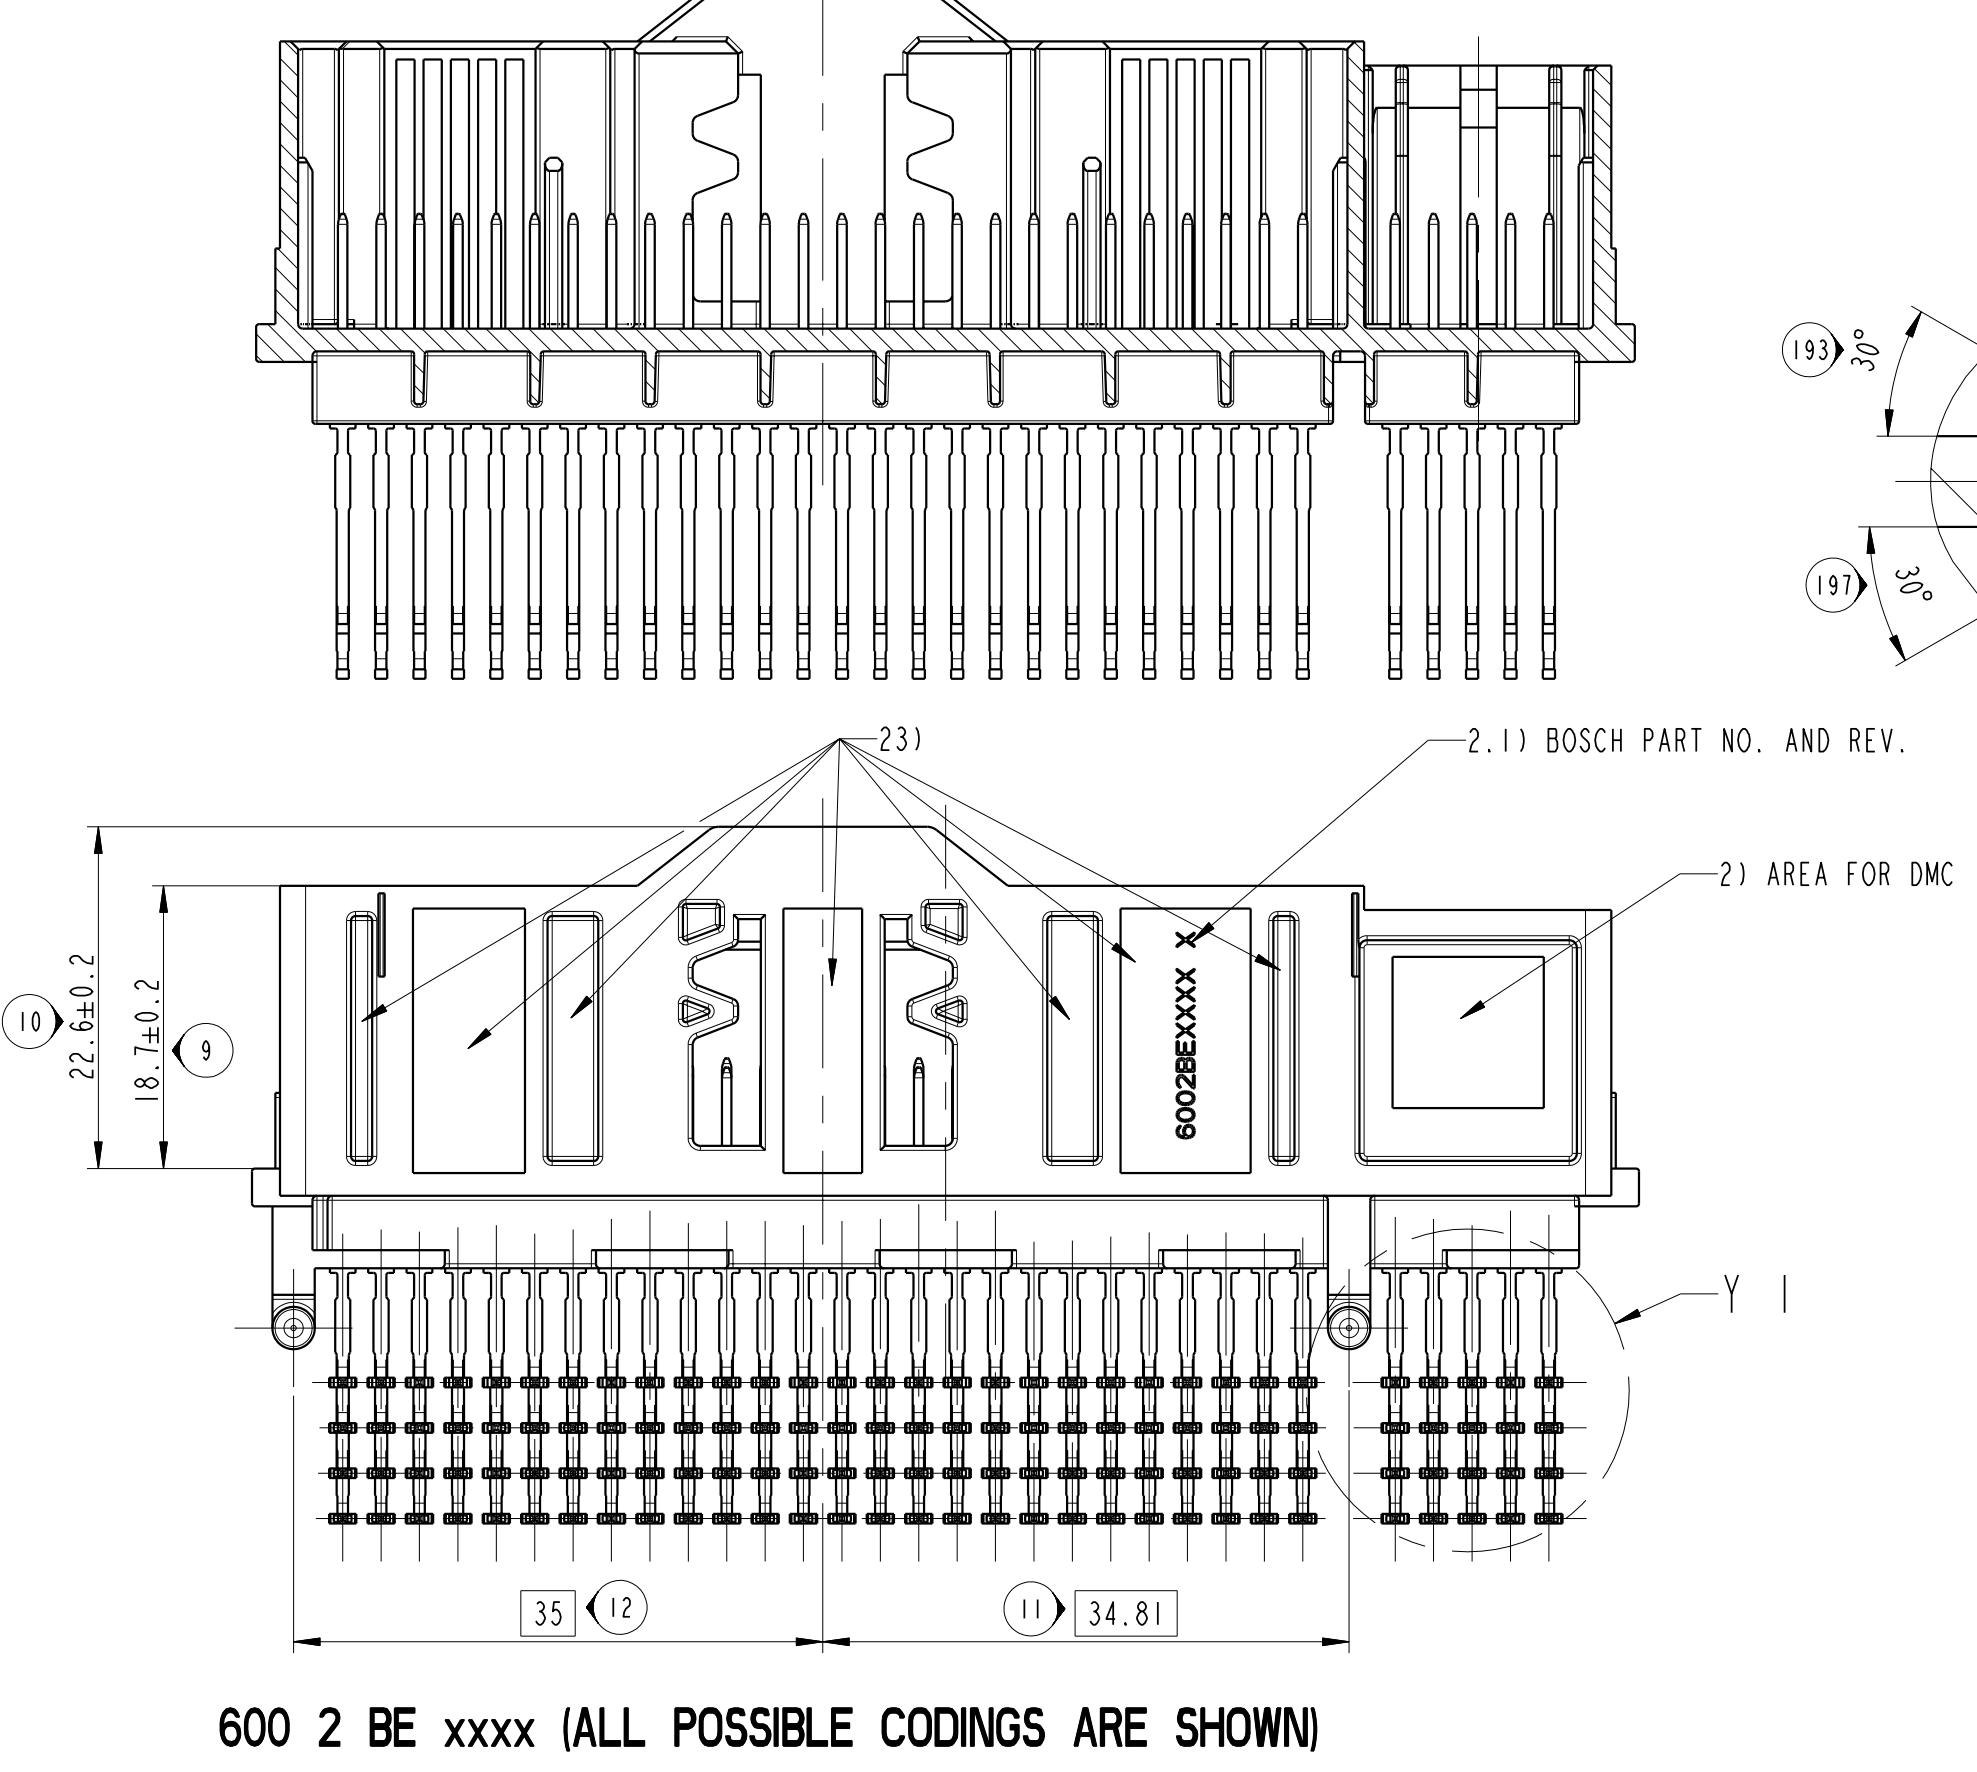 193
30°
197
30°
23)
2.1) BOSCH PART NO. AND REV.
2) AREA FOR DMC
10
22.6±0.2
18.7±0.2
9
6002BEXXXX X
Y 1
35
12
11
34.81
600 2 BE xxxx (ALL POSSIBLE CODINGS ARE SHOWN)